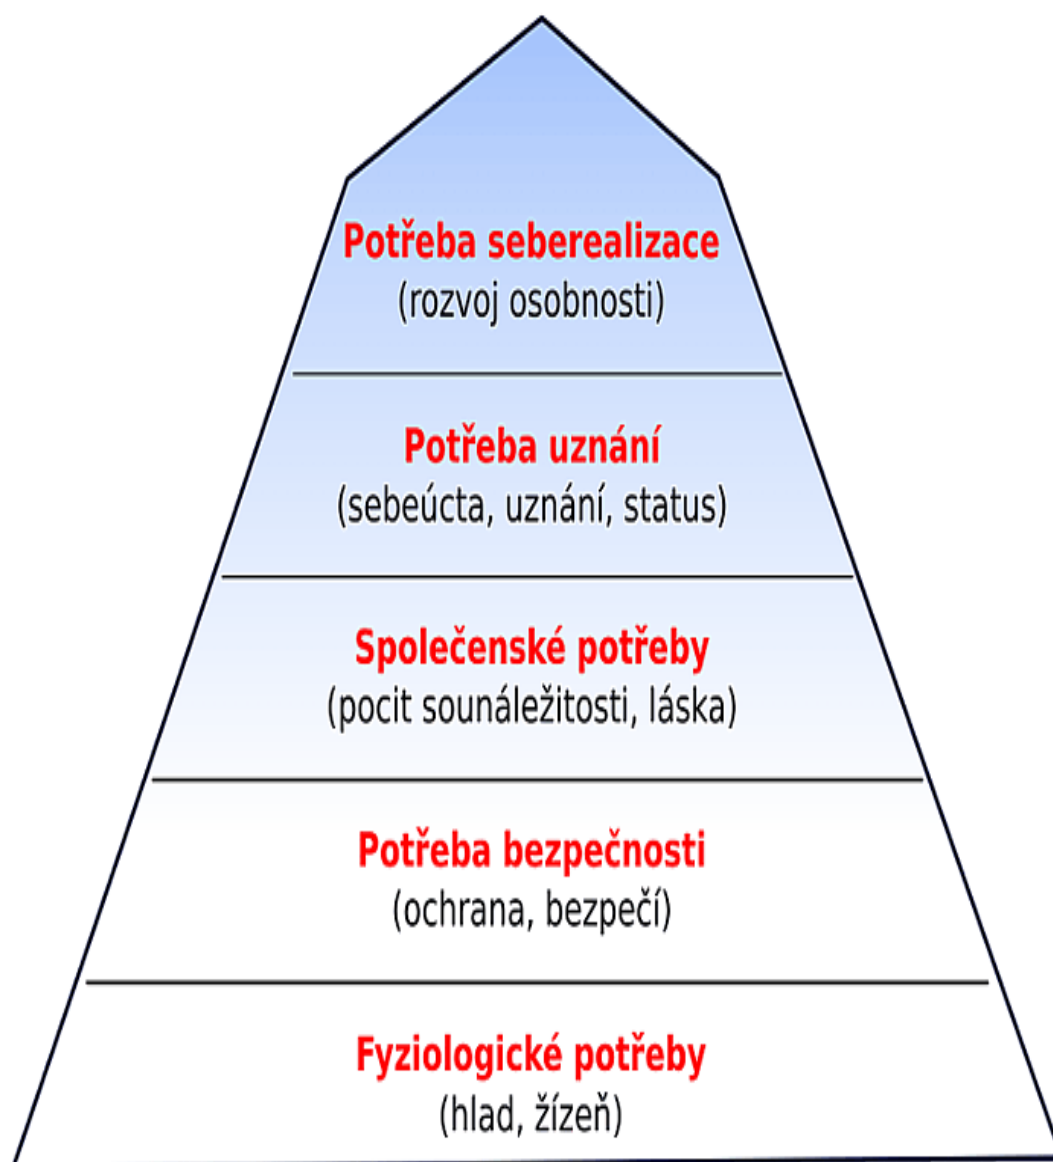 Potřeba seberealizace
(rozvoj osobnosti)
Potřeba uznání
(sebeúcta, uznání, status)
Společenské potřeby
(pocit sounáležitosti, láska)
Potřeba bezpečnosti
(ochrana, bezpečí)
Fyziologické potřeby
(hlad, žízeň)